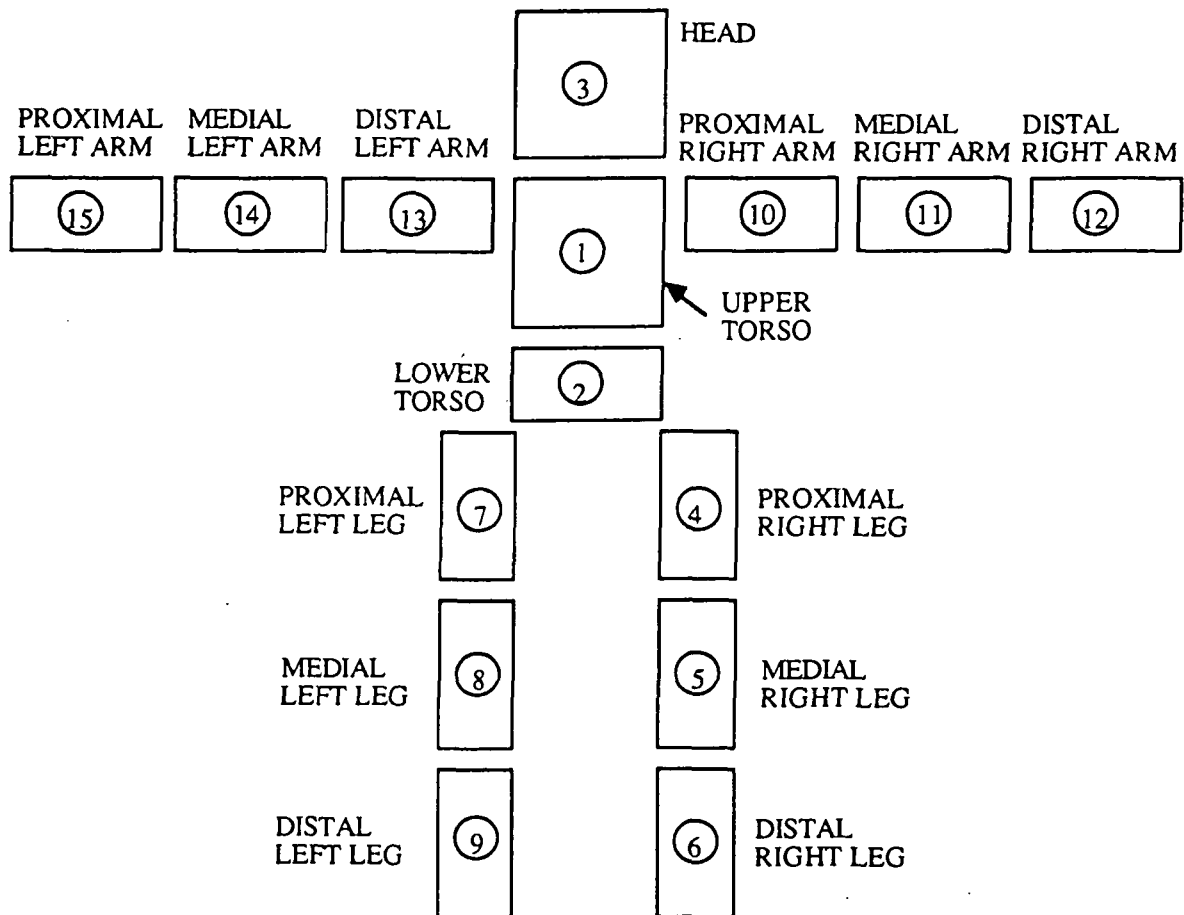 HEAD
3
PROXIMAL
LEFT ARM
MEDIAL
LEFT ARM
DISTAL
LEFT ARM
PROXIMAL
RIGHT ARM
MEDIAL
RIGHT ARM
DISTAL
RIGHT ARM
15
14
13
1
10
11
12
UPPER
TORSO
LOWER
TORSO
2
PROXIMAL
LEFT LEG
7
4
PROXIMAL
RIGHT LEG
MEDIAL
LEFT LEG
8
5
MEDIAL
RIGHT LEG
DISTAL
LEFT LEG
9
6
DISTAL
RIGHT LEG